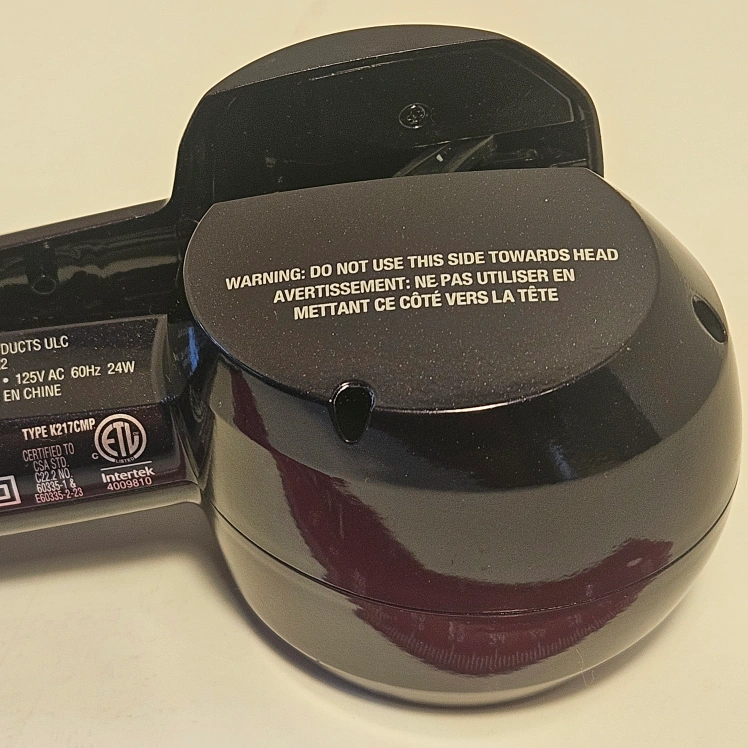 WARNING: DO NOT USE THIS SIDE TOWARDS HEAD
AVERTISSEMENT: NE PAS UTILISER EN
METTANT CE CÔTÉ VERS LA TÊTE
DUCTS ULC
2
• 125V AC 60Hz 24W
EN CHINE
TYPE K217CMP
CERTIFIED TO
CSA STD.
C22.2 NO.
60335-1 &
E60335-2-23
C ETL
LISTED
Intertek
4009810